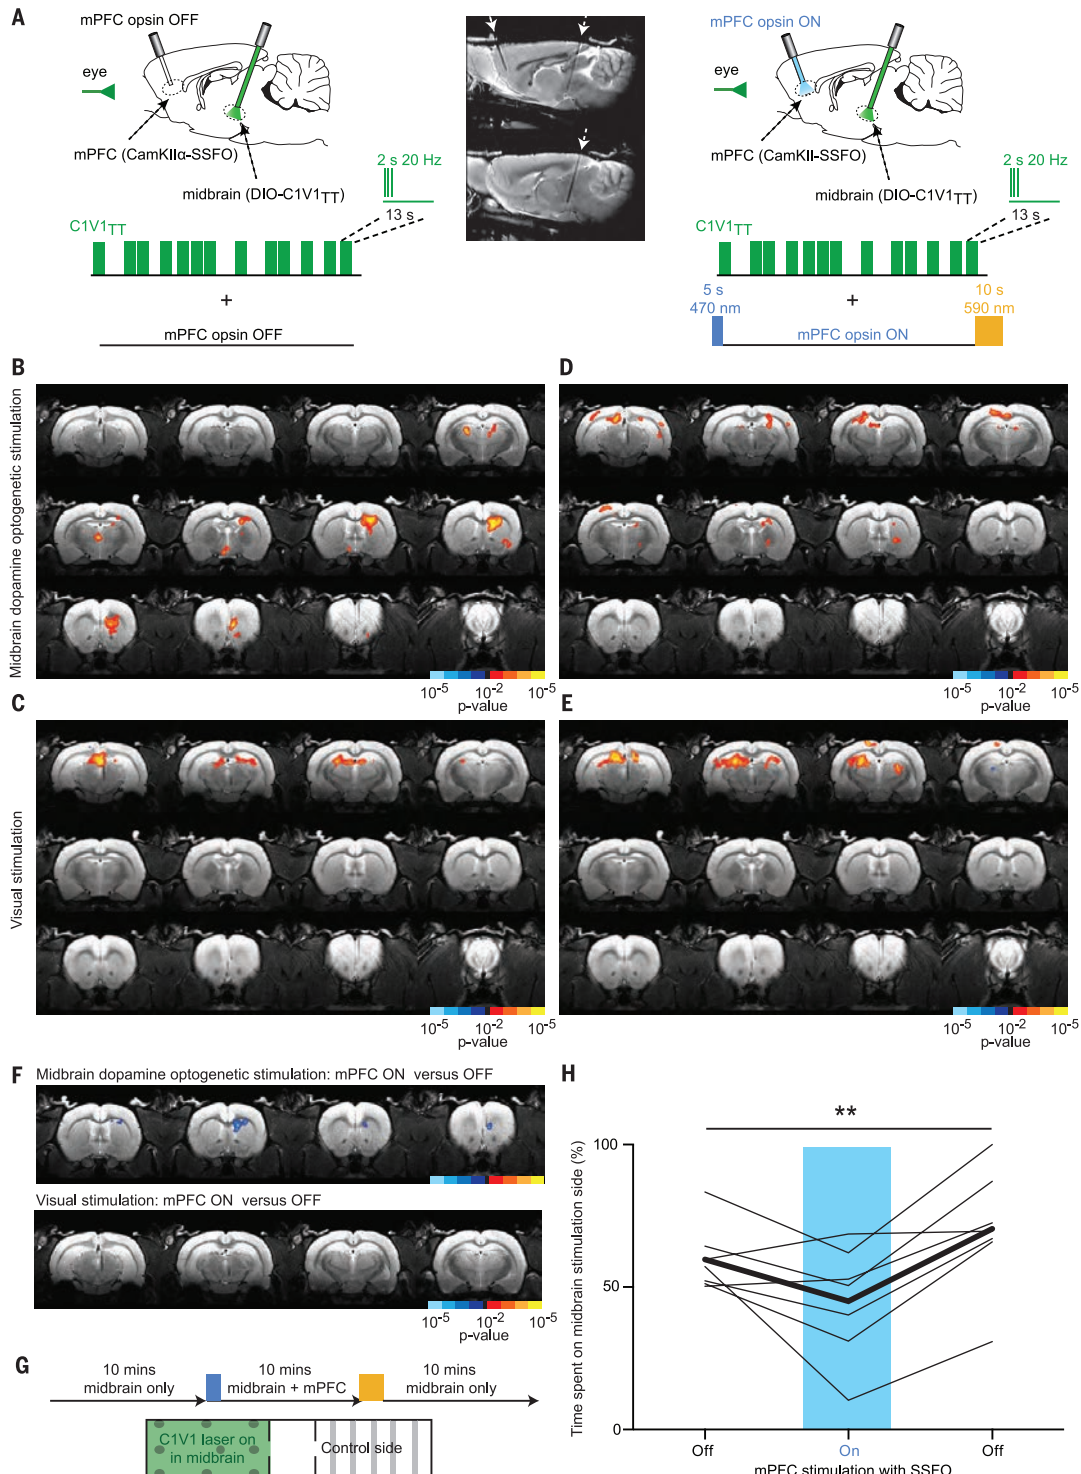 A
mPFC opsin OFF
eye
mPFC (CamKIIα-SSFO)
midbrain (DIO-C1V1TT)
2 s 20 Hz
13 s
C1V1TT
+
mPFC opsin OFF
mPFC opsin ON
eye
mPFC (CamKII-SSFO)
midbrain (DIO-C1V1TT)
2 s 20 Hz
13 s
C1V1TT
+
5 s
470 nm
10 s
590 nm
mPFC opsin ON
B
Midbrain dopamine optogenetic stimulation
10-5 10-2 10-5
p-value
D
10-5 10-2 10-5
p-value
C
Visual stimulation
10-5 10-2 10-5
p-value
E
10-5 10-2 10-5
p-value
F
Midbrain dopamine optogenetic stimulation: mPFC ON versus OFF
Visual stimulation: mPFC ON versus OFF
10-5 10-2 10-5
p-value
G
10 mins
midbrain only
10 mins
midbrain + mPFC
10 mins
midbrain only
C1V1 laser on
in midbrain
Control side
H
**
Time spent on midbrain stimulation side (%)
100
50
0
Off
On
Off
mPFC stimulation with SSFO